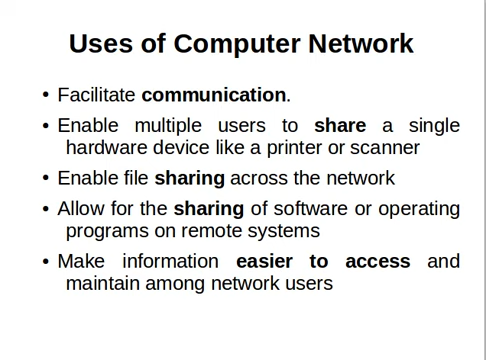 Uses of Computer Network
• Facilitate communication.
• Enable multiple users to share a single
hardware device like a printer or scanner
• Enable file sharing across the network
• Allow for the sharing of software or operating
programs on remote systems
• Make information easier to access and
maintain among network users